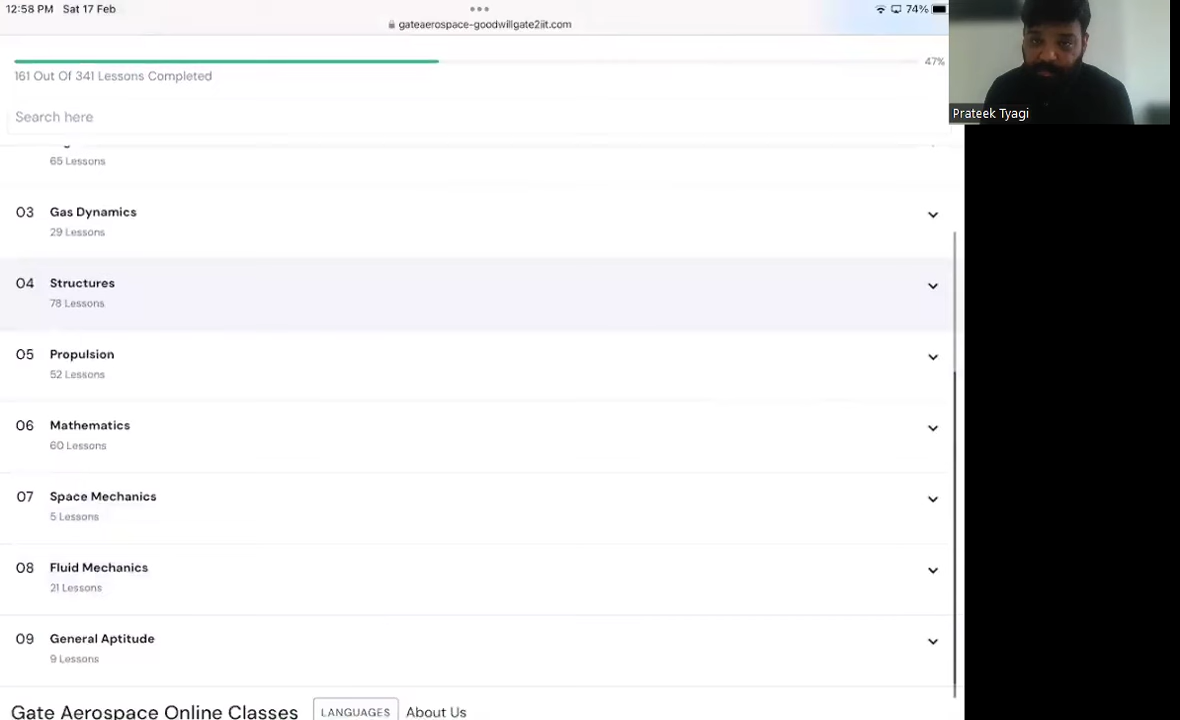 12:58 PM Sat 17 Feb
gateaerospace-goodwillgate2iit.com
74%
Prateek Tyagi
47%
161 Out Of 341 Lessons Completed
Search here
65 Lessons
03 Gas Dynamics
29 Lessons
04 Structures
78 Lessons
05 Propulsion
52 Lessons
06 Mathematics
60 Lessons
07 Space Mechanics
5 Lessons
08 Fluid Mechanics
21 Lessons
09 General Aptitude
9 Lessons
Gate Aerospace Online Classes LANGUAGES About Us